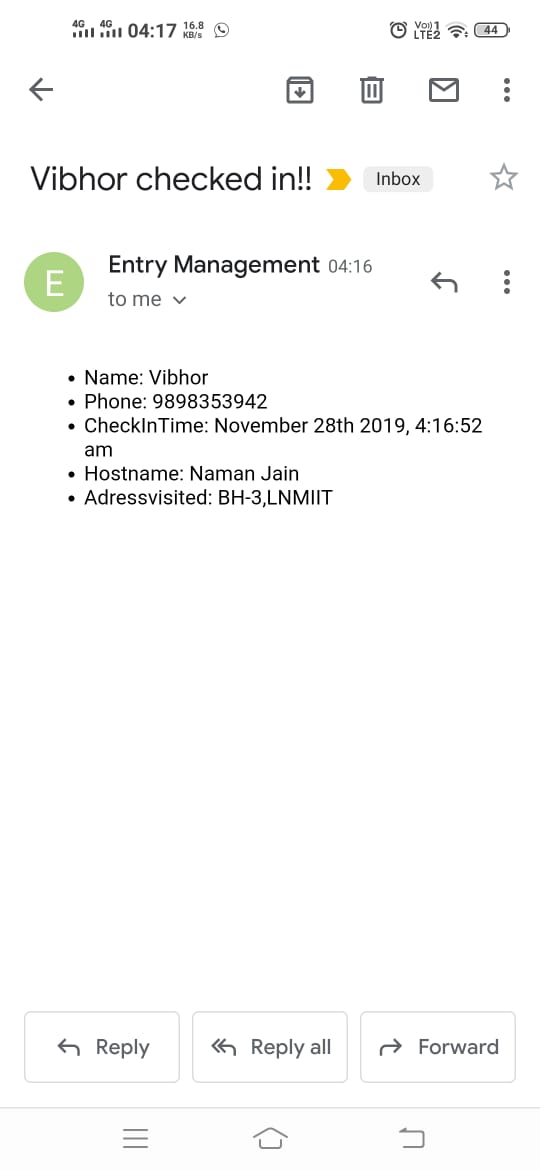 4G 4G 04:17 16.8 KB/s Vo))1 LTE2 44
Vibhor checked in!! Inbox
E
Entry Management 04:16
to me
• Name: Vibhor
• Phone: 9898353942
• CheckInTime: November 28th 2019, 4:16:52
am
• Hostname: Naman Jain
• Adressvisited: BH-3,LNMIIT
Reply Reply all Forward